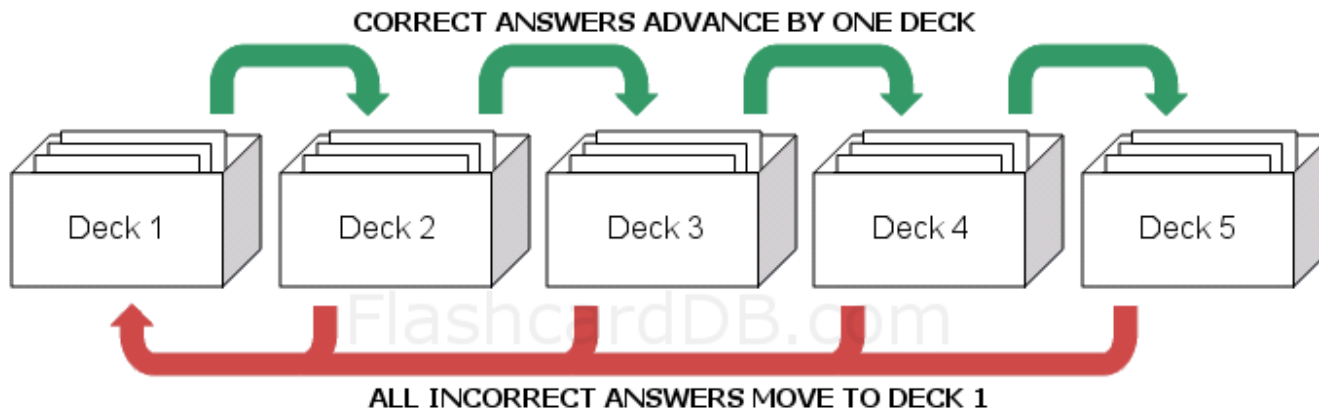 CORRECT ANSWERS ADVANCE BY ONE DECK
Deck 1
Deck 2
Deck 3
Deck 4
Deck 5
FlashcardDB.com
ALL INCORRECT ANSWERS MOVE TO DECK 1